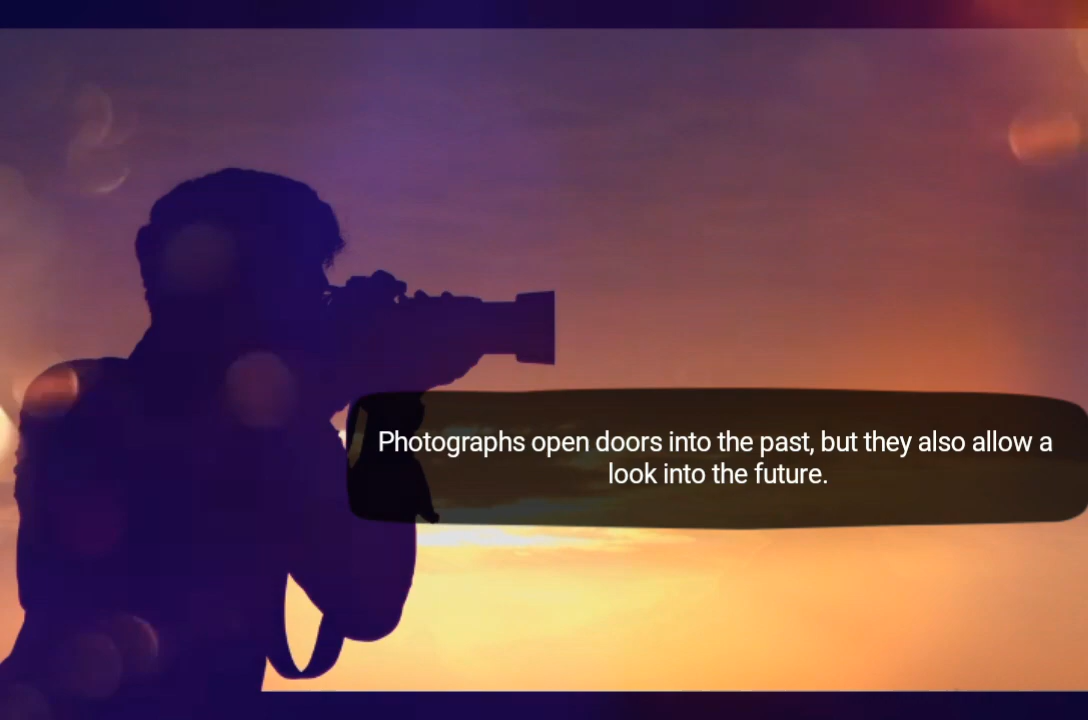 Photographs open doors into the past, but they also allow a
look into the future.